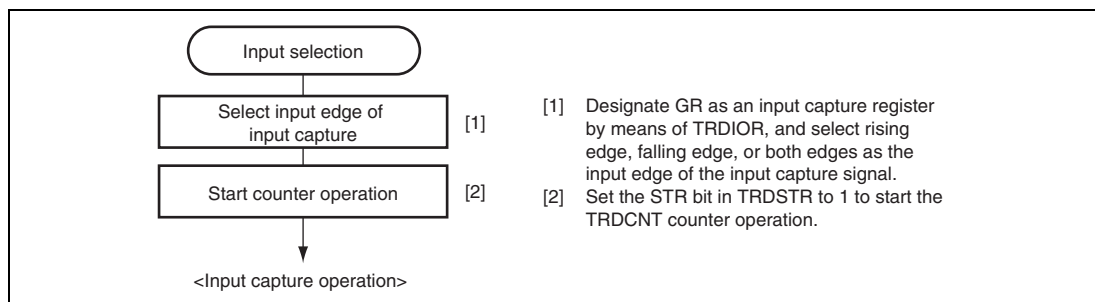 Input selection
Select input edge of
input capture
[1]
Start counter operation
[2]
<Input capture operation>
[1] Designate GR as an input capture register
by means of TRDIOR, and select rising
edge, falling edge, or both edges as the
input edge of the input capture signal.
[2] Set the STR bit in TRDSTR to 1 to start the
TRDCNT counter operation.